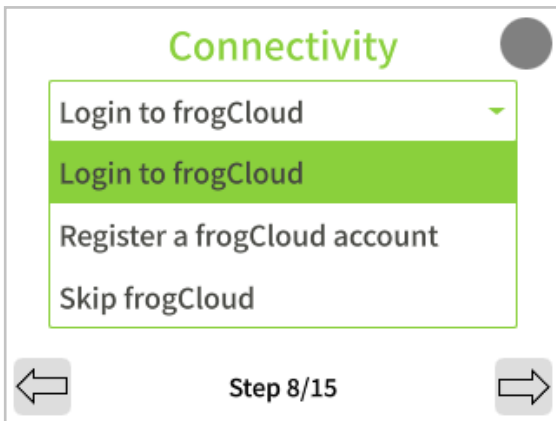 Connectivity
Login to frogCloud
Login to frogCloud
Register a frogCloud account
Skip frogCloud
Step 8/15